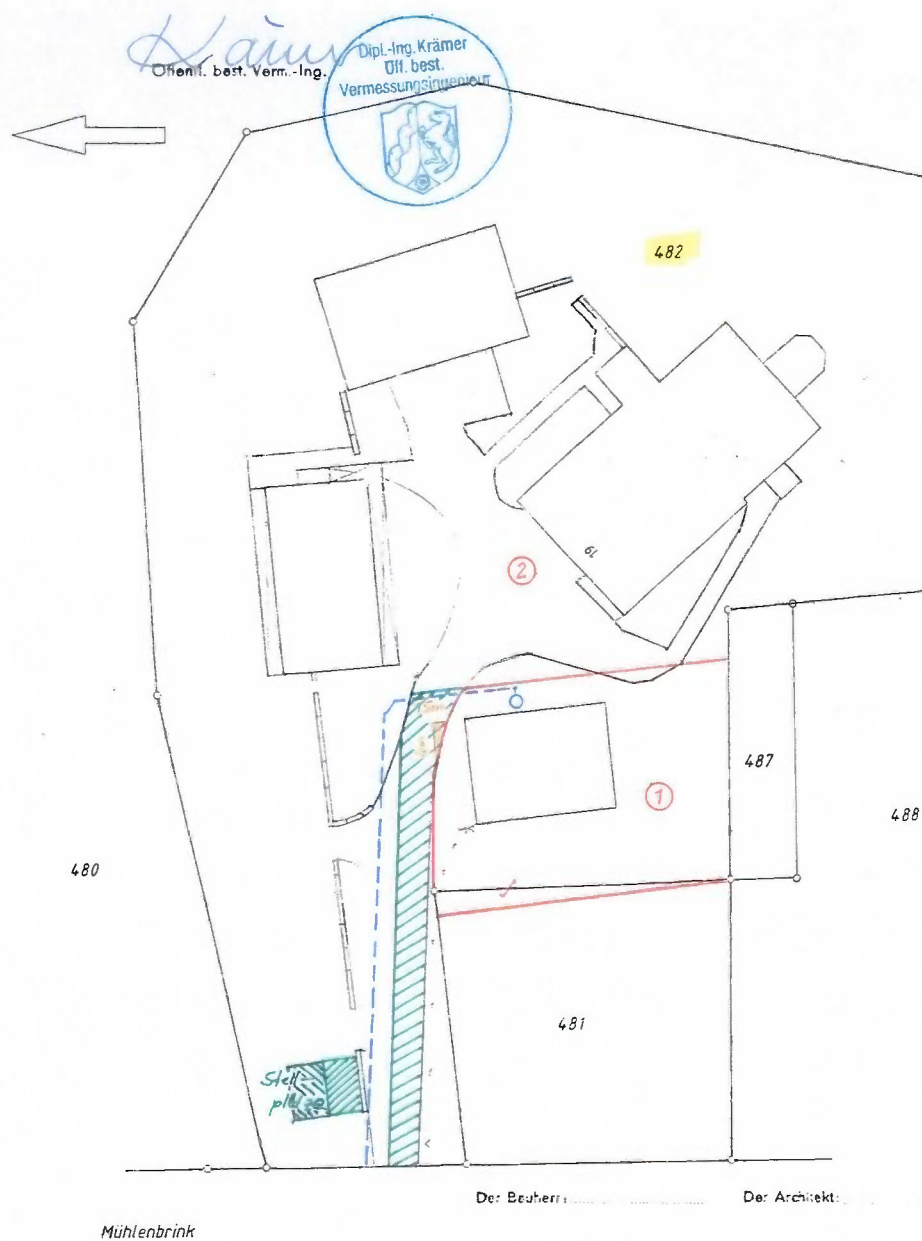 Öffentl. best. Verm.-Ing.
Dipl.-Ing. Krämer
Öff. best.
Vermessungsingenieur
482
2
487
1
488
480
481
Stell
plätze
Der Bauherr:
Der Architekt:
Mühlenbrink